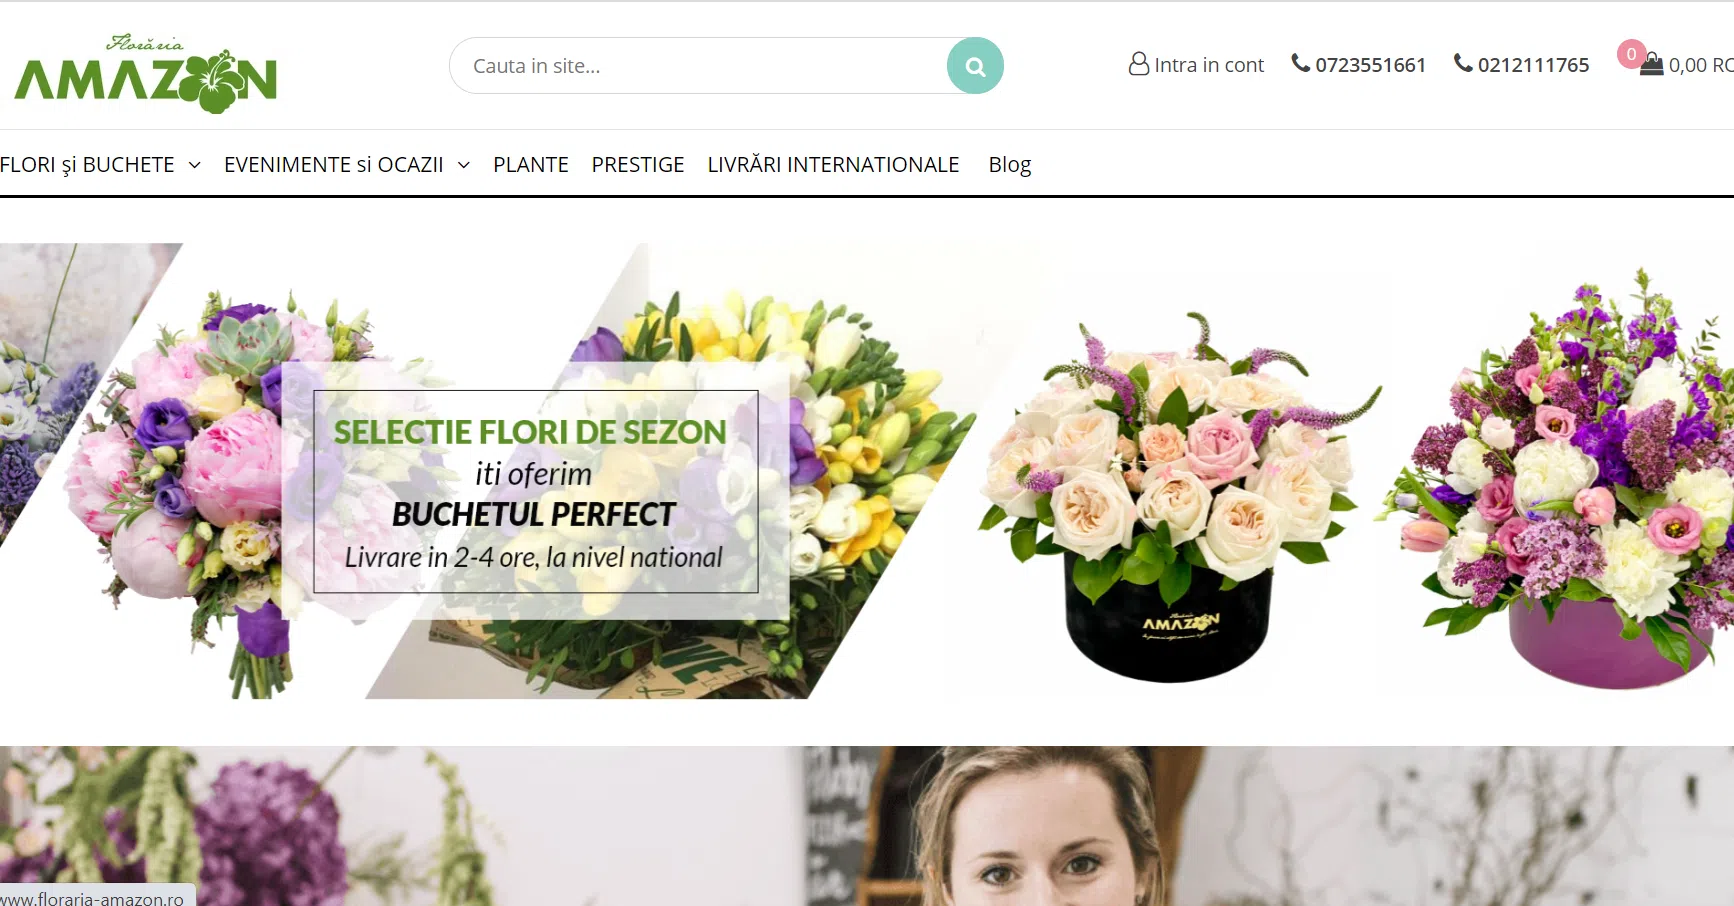 Florăria
AMAZON
Cauta in site...
Intra in cont
0723551661
0212111765
0
0,00 RO
FLORI şi BUCHETE
EVENIMENTE si OCAZII
PLANTE
PRESTIGE
LIVRĂRI INTERNATIONALE
Blog
SELECTIE FLORI DE SEZON
iti oferim
BUCHETUL PERFECT
Livrare in 2-4 ore, la nivel national
AMAZON
www.floraria-amazon.ro